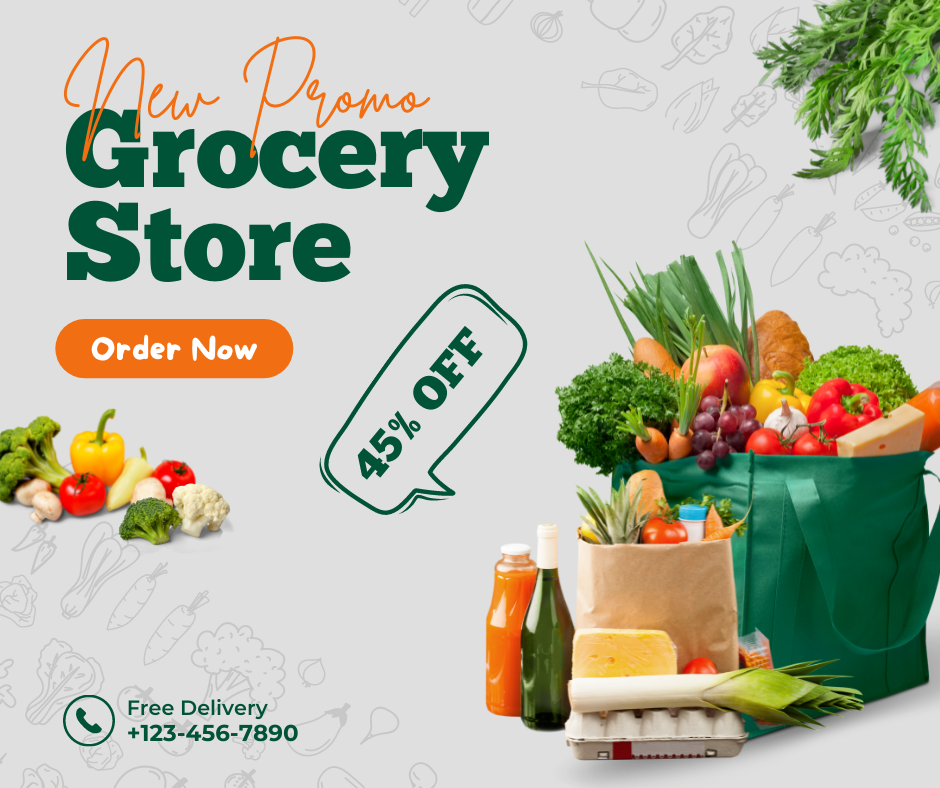 New Promo
Grocery
Store
Order Now
45% OFF
Free Delivery
+123-456-7890